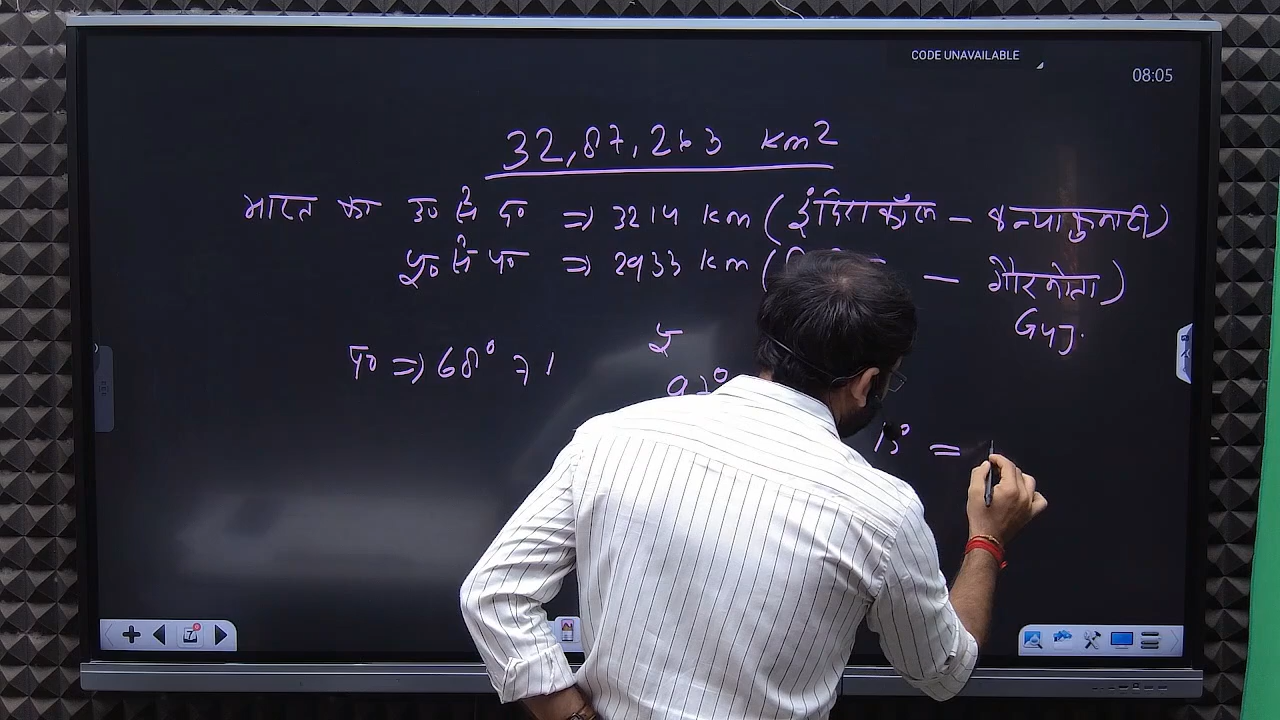 CODE UNAVAILABLE
08:05
32,87,263 km2
भारत का उ० से द० ⇒ 3214 km (इंदिरा कॉल – कन्याकुमारी)
पू० से प० ⇒ 2933 km ( – गौरमोता)
Guj.
प० ⇒ 68° 7'
पू
15° =